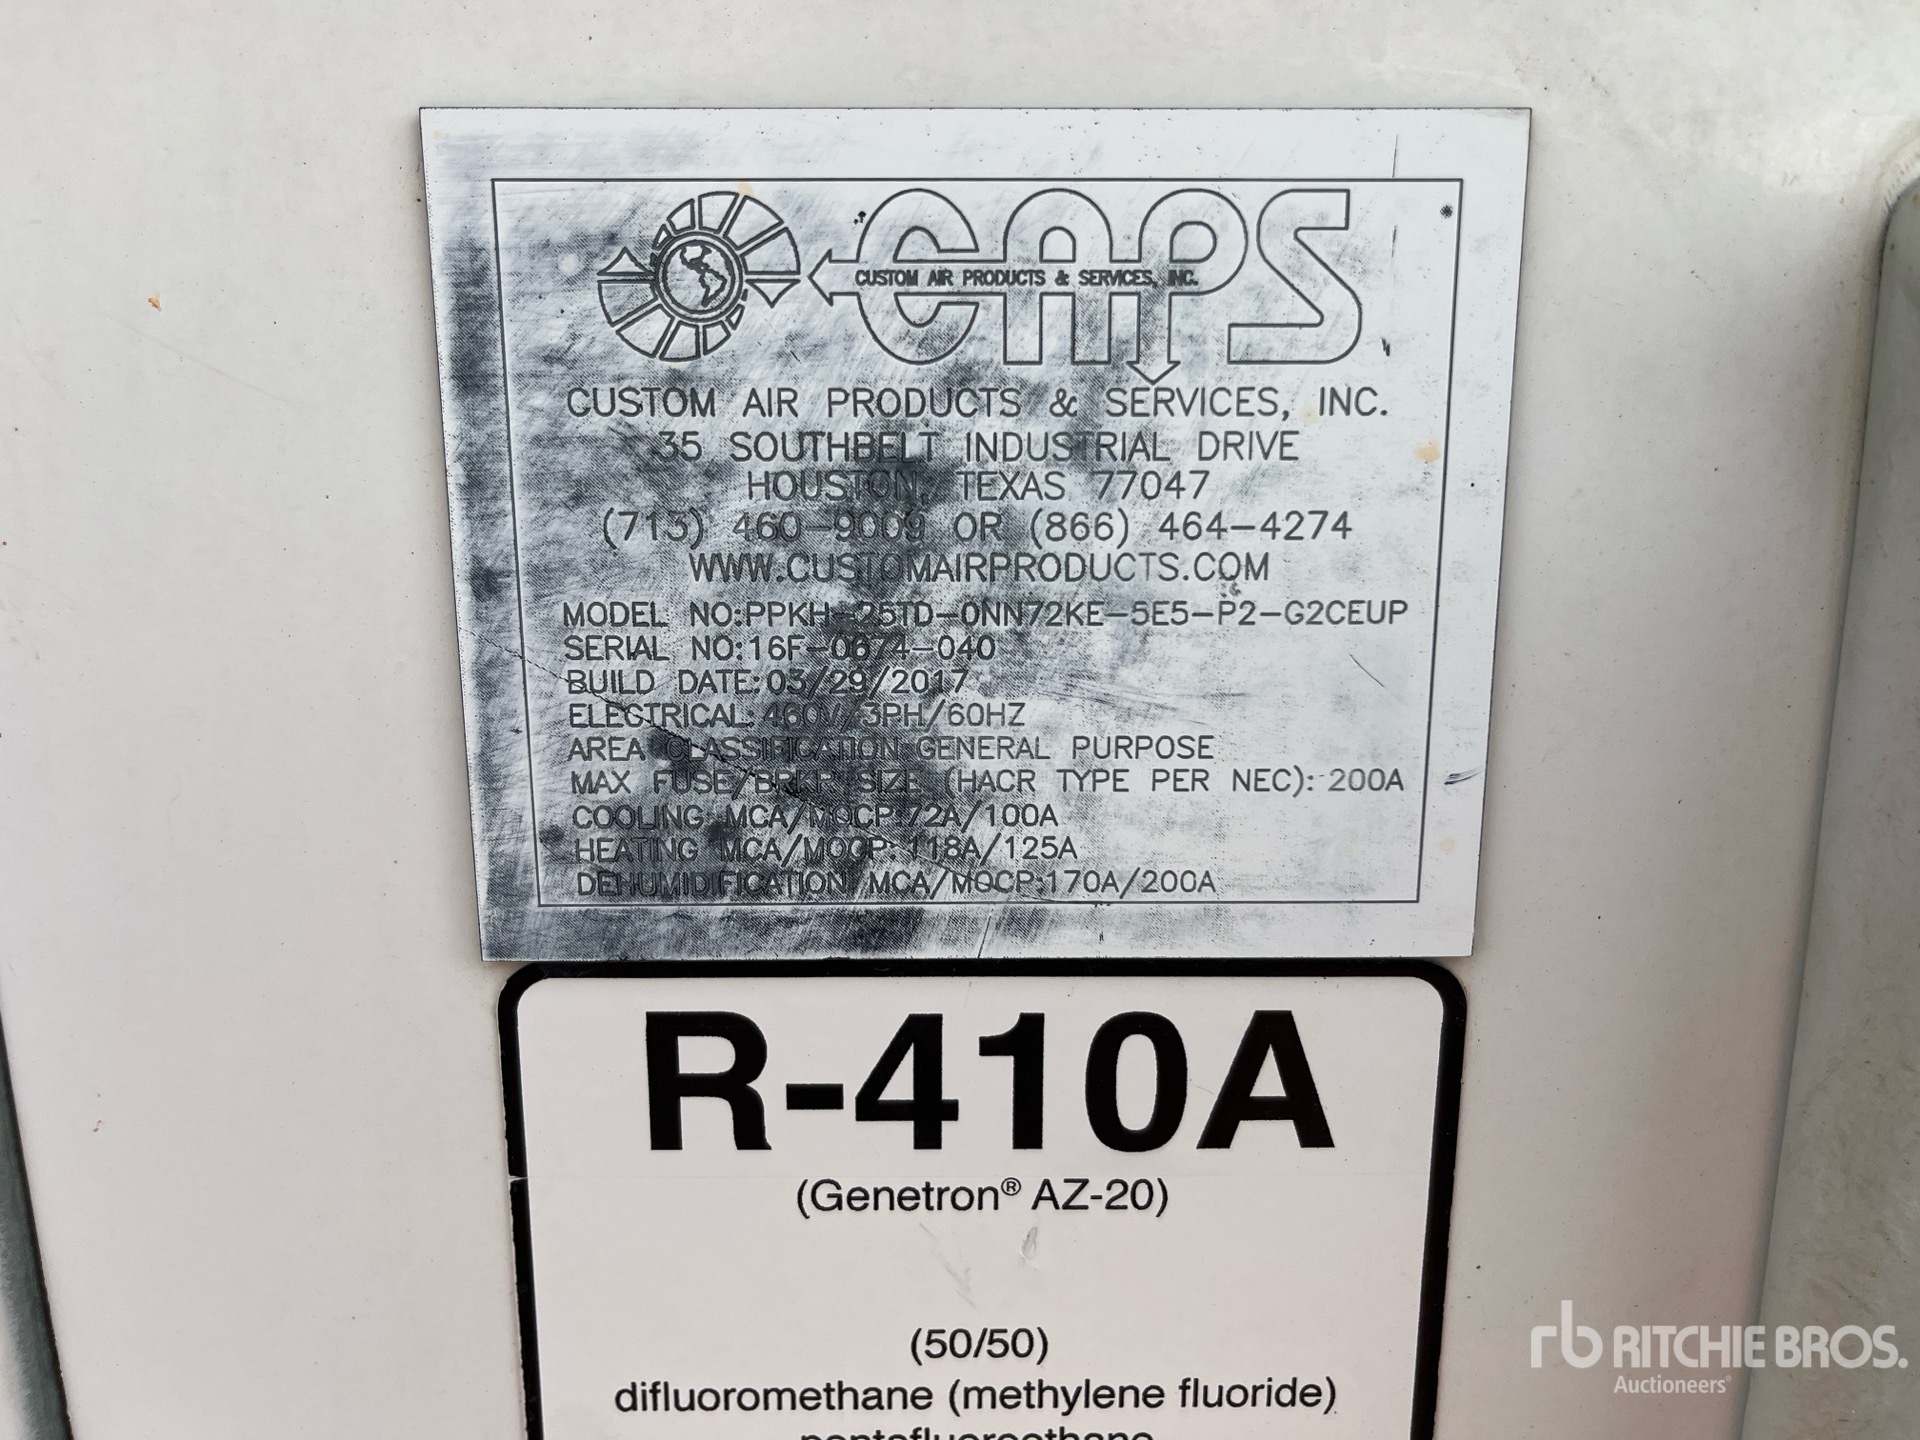 CAPS
CUSTOM AIR PRODUCTS & SERVICES, INC.
CUSTOM AIR PRODUCTS & SERVICES, INC.
35 SOUTHBELT INDUSTRIAL DRIVE
HOUSTON, TEXAS 77047
(713) 460-9009 OR (866) 464-4274
WWW.CUSTOMAIRPRODUCTS.COM
MODEL NO:PPKH-25TD-0NN72KE-5E5-P2-G2CEUP
SERIAL NO:16F-0674-040
BUILD DATE:03/29/2017
ELECTRICAL:460V/3PH/60HZ
AREA CLASSIFICATION:GENERAL PURPOSE
MAX FUSE/BRKR SIZE (HACR TYPE PER NEC): 200A
COOLING MCA/MOCP:72A/100A
HEATING MCA/MOCP:118A/125A
DEHUMIDIFICATION MCA/MOCP:170A/200A
R-410A
(Genetron® AZ-20)
(50/50)
difluoromethane (methylene fluoride)
pentafluoroethane
rb RITCHIE BROS.
Auctioneers